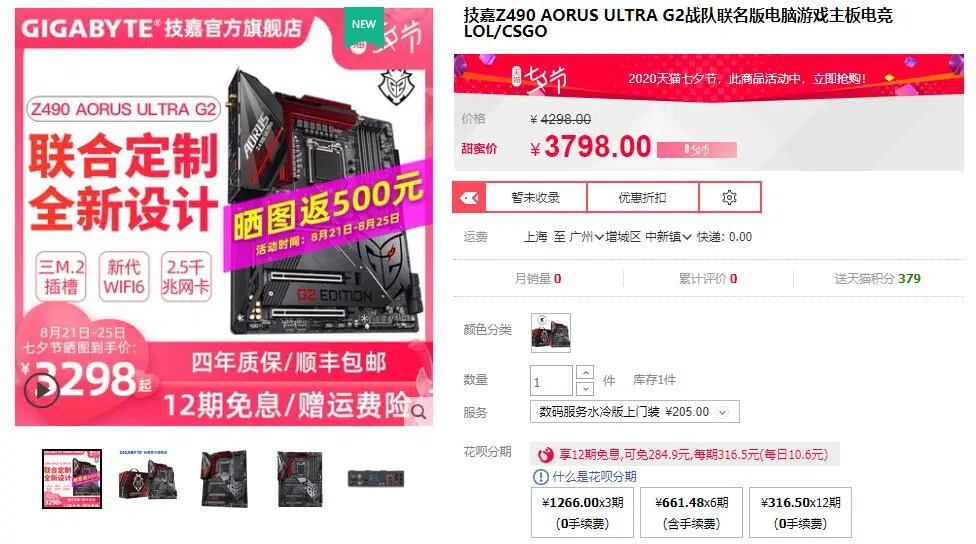 GIGABYTE™ 技嘉官方旗舰店
NEW
七夕节
Z490 AORUS ULTRA G2
联合定制
全新设计
AORUS
晒图返500元
活动时间：8月21日-8月25日
三M.2
插槽
新代
WIFI6
2.5千
兆网卡
G2 EDITION
8月21日-25日
七夕节晒图到手价：
¥3298起
四年质保/顺丰包邮
12期免息/赠运费险
技嘉Z490 AORUS ULTRA G2战队联名版电脑游戏主板电竞
LOL/CSGO
天猫 七夕节
2020天猫七夕节，此商品活动中，立即抢购！
价格 ¥ 4298.00
甜蜜价 ¥ 3798.00
暂未收录 优惠折扣
运费 上海 至 广州 增城区 中新镇 快递: 0.00
月销量 0 累计评价 0 送天猫积分 379
颜色分类
数量 1 件 库存1件
服务 数码服务水冷版上门装 ¥205.00
花呗分期 享12期免息,可免284.9元,每期316.5元(每日10.6元)
什么是花呗分期
¥1266.00x3期 ¥661.48x6期 ¥316.50x12期
(0手续费) (含手续费) (0手续费)